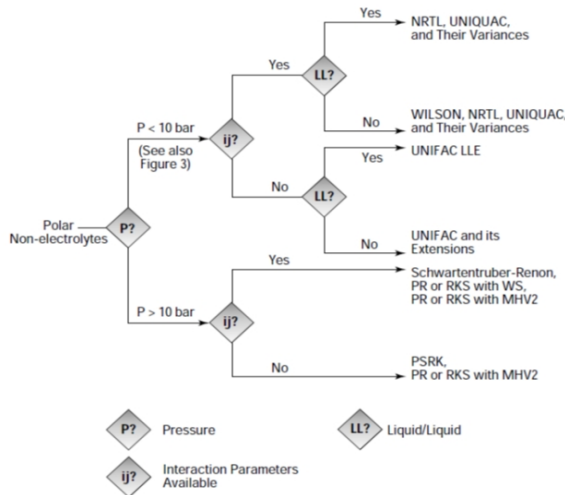 Yes
NRTL, UNIQUAC,
and Their Variances
Yes
LL?
No
WILSON, NRTL, UNIQUAC,
and Their Variances
P < 10 bar
(See also
Figure 3)
ij?
Yes
UNIFAC LLE
No
LL?
No
UNIFAC and its
Extensions
Polar
Non-electrolytes
P?
Yes
Schwartentruber-Renon,
PR or RKS with WS,
PR or RKS with MHV2
P > 10 bar
ij?
No
PSRK,
PR or RKS with MHV2
P?
Pressure
LL?
Liquid/Liquid
ij?
Interaction Parameters
Available